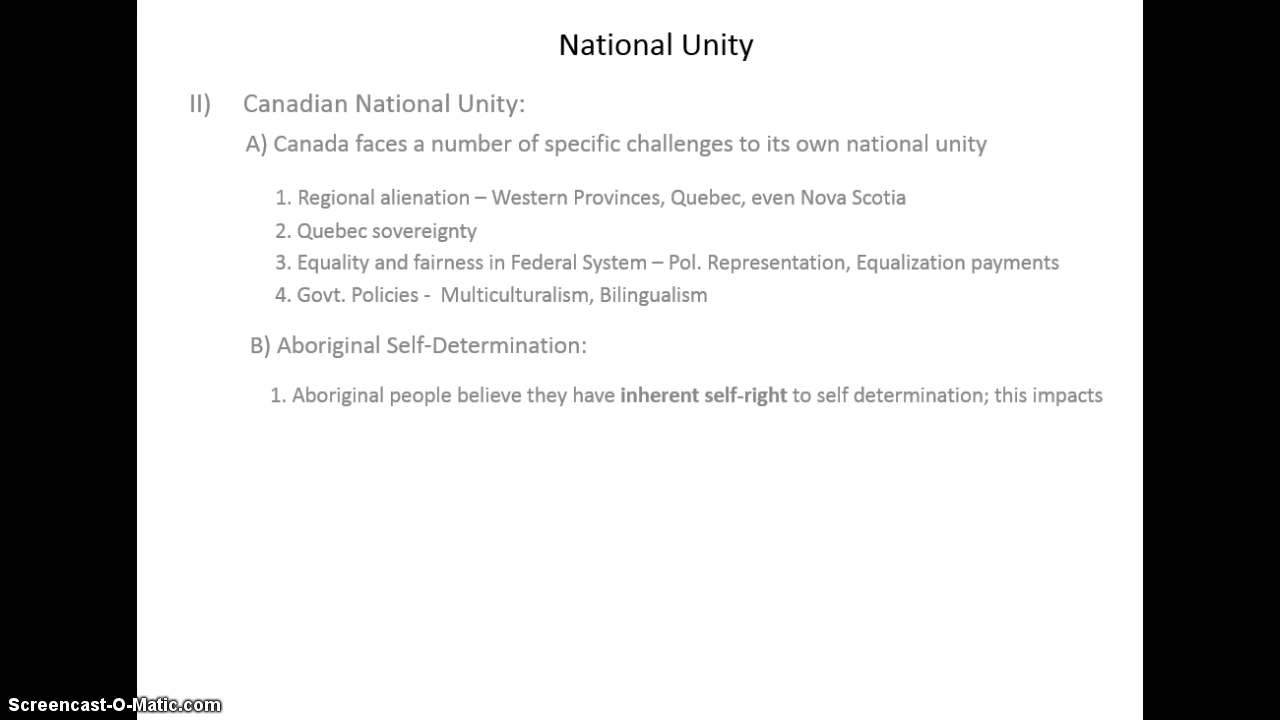 National Unity
II) Canadian National Unity:
A) Canada faces a number of specific challenges to its own national unity
1. Regional alienation – Western Provinces, Quebec, even Nova Scotia
2. Quebec sovereignty
3. Equality and fairness in Federal System – Pol. Representation, Equalization payments
4. Govt. Policies - Multiculturalism, Bilingualism
B) Aboriginal Self-Determination:
1. Aboriginal people believe they have inherent self-right to self determination; this impacts
Screencast-O-Matic.com